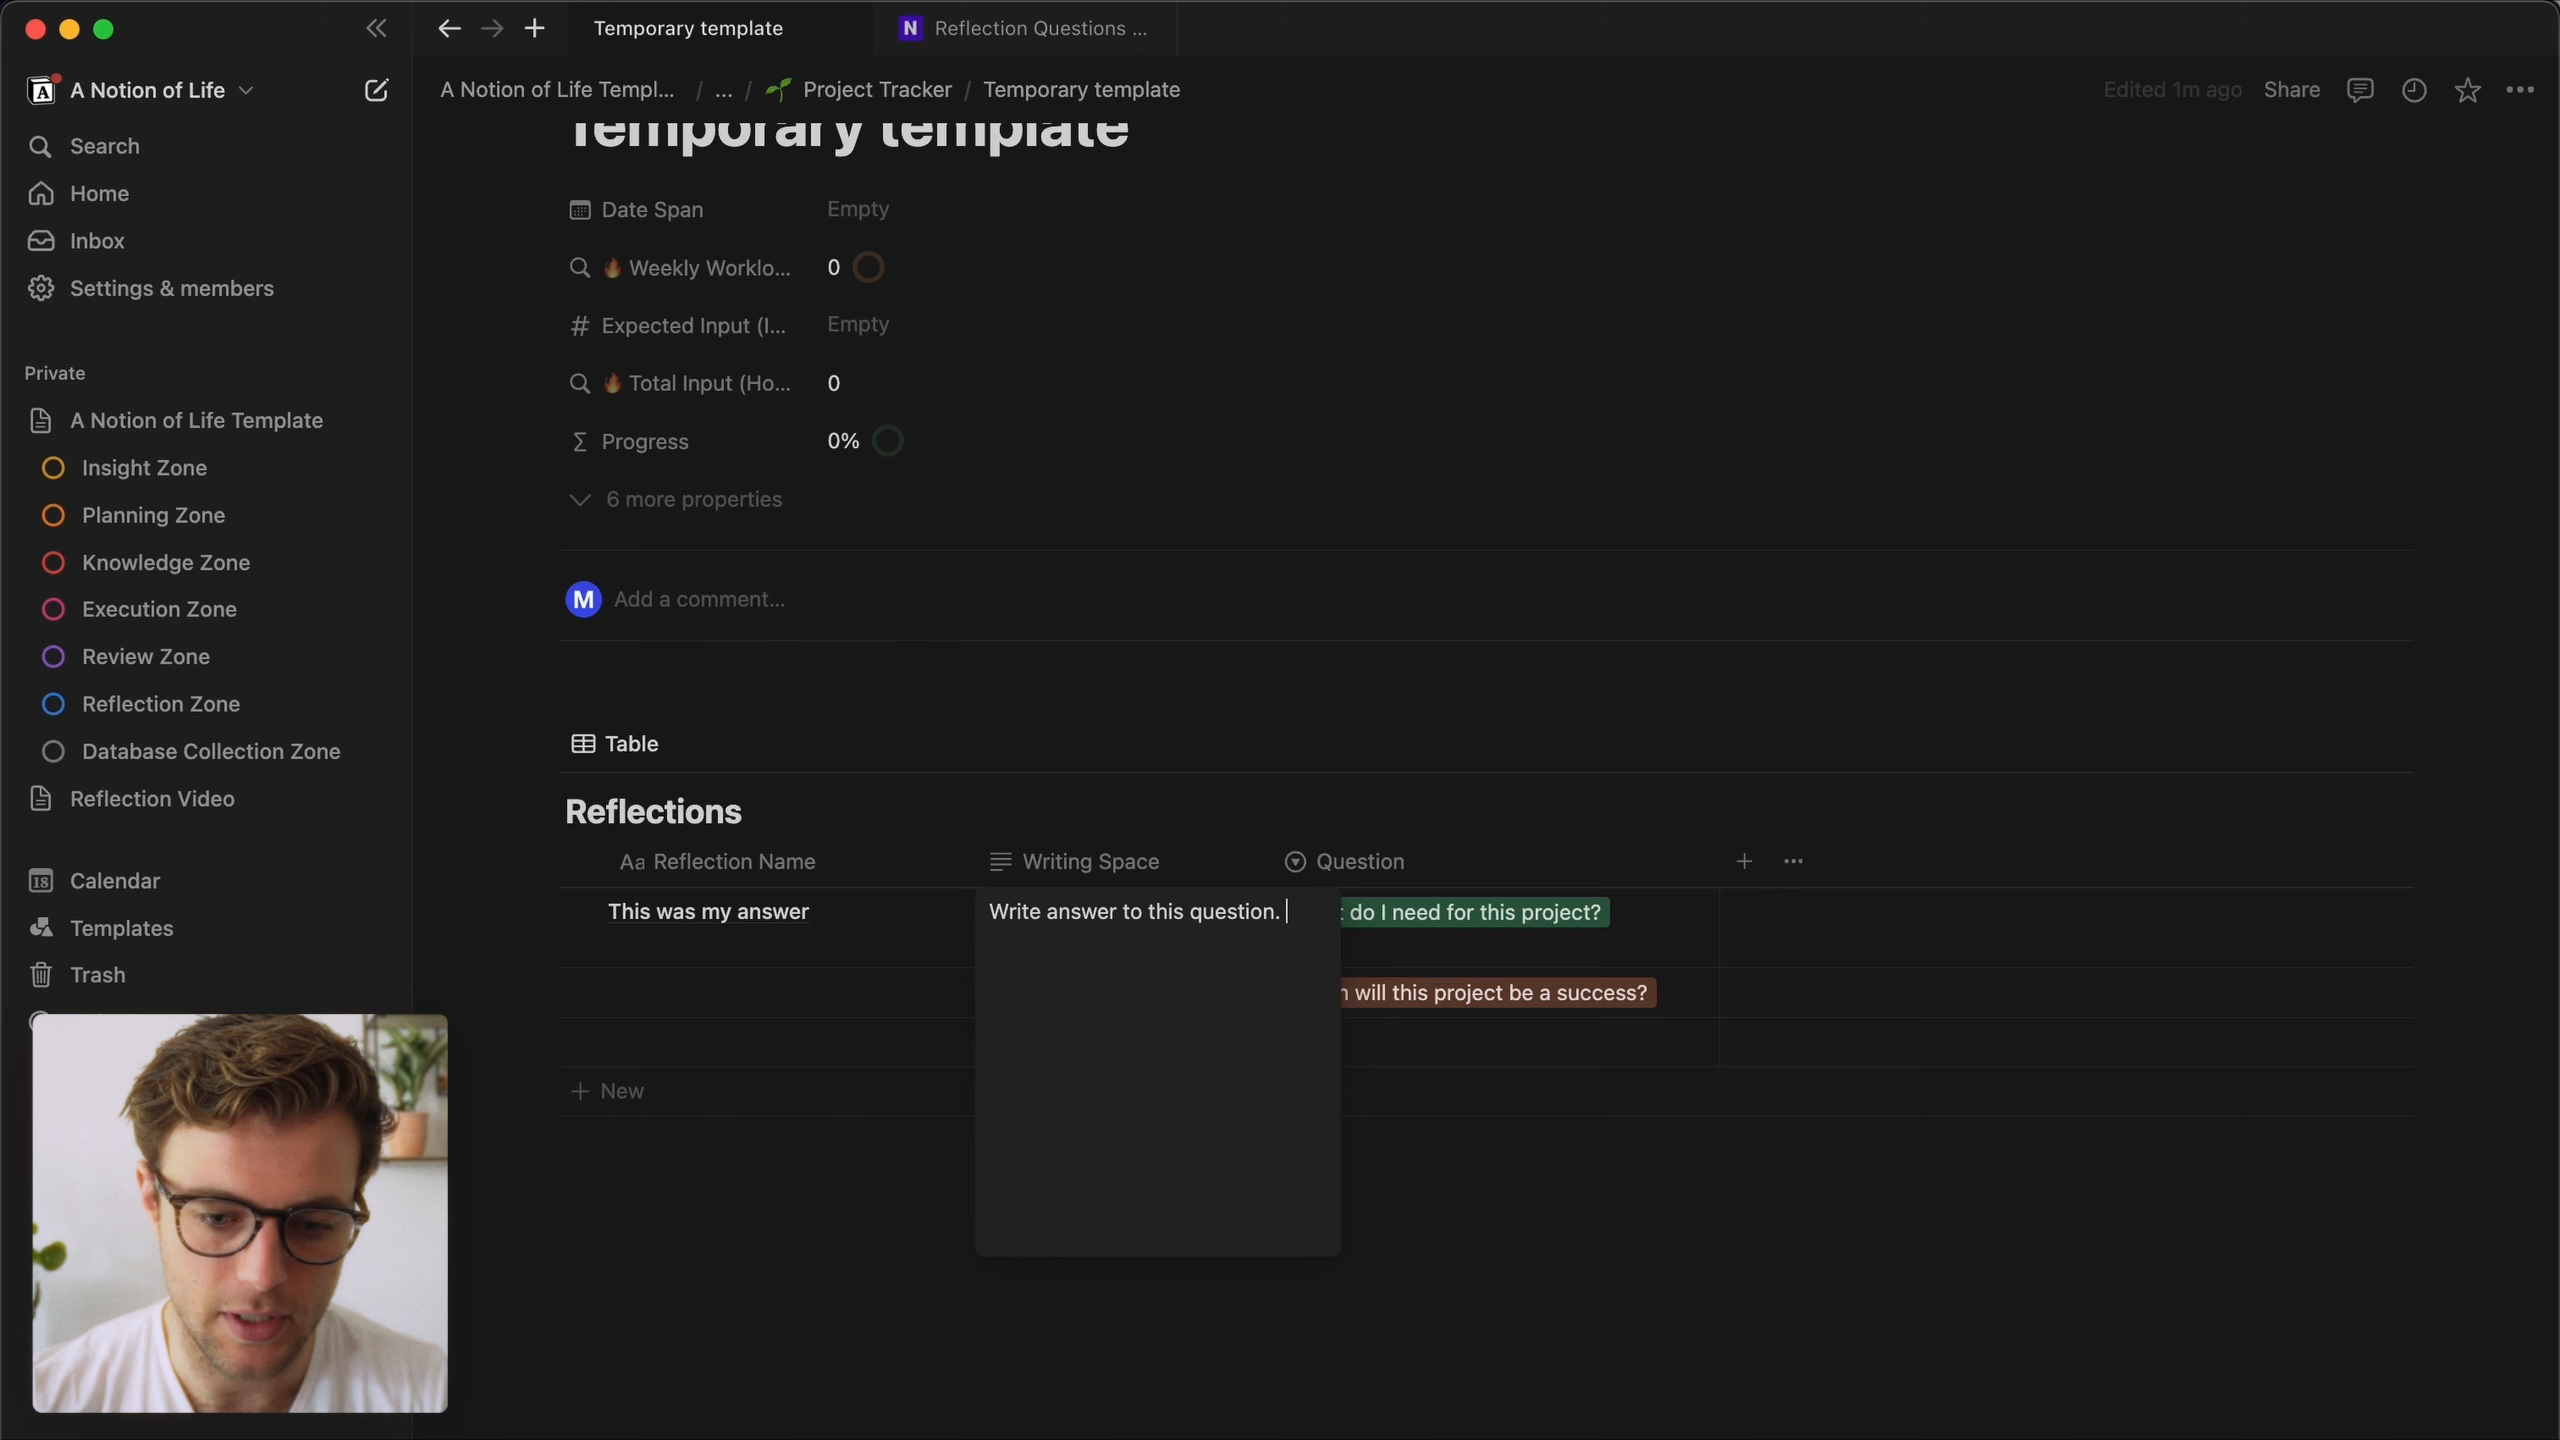 Temporary template
N Reflection Questions ...
A A Notion of Life
A Notion of Life Templ... / ... / Project Tracker / Temporary template
Edited 1m ago Share
Search
Home
Inbox
Settings & members
Private
A Notion of Life Template
Insight Zone
Planning Zone
Knowledge Zone
Execution Zone
Review Zone
Reflection Zone
Database Collection Zone
Reflection Video
18 Calendar
Templates
Trash
Temporary template
Date Span Empty
🔥 Weekly Worklo... 0
# Expected Input (I... Empty
🔥 Total Input (Ho... 0
Σ Progress 0%
6 more properties
M Add a comment...
Table
Reflections
Aa Reflection Name Writing Space Question + ...
This was my answer Write answer to this question. do I need for this project?
will this project be a success?
+ New